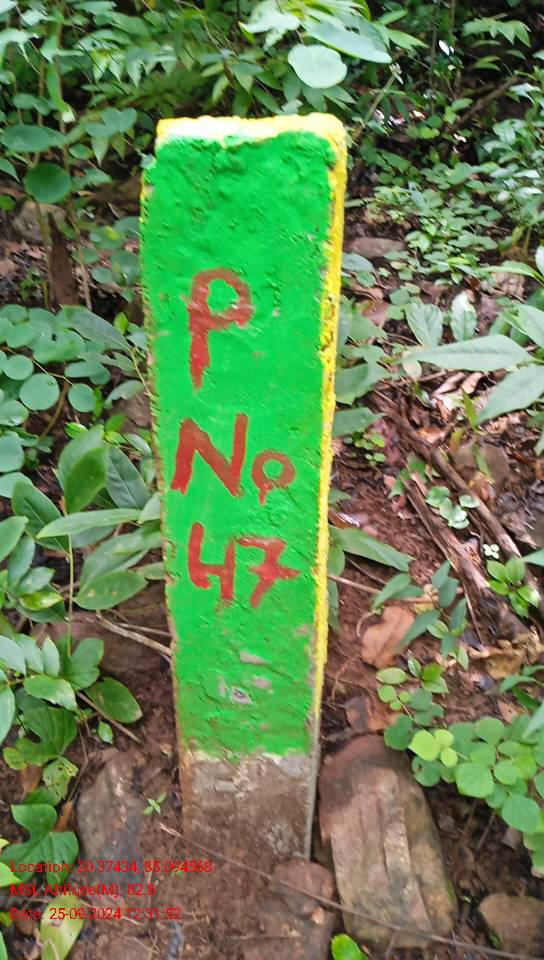 P
No
47
Location: 20.37434, 85.094568
MSL Altitude(M): 82.8
Date: 25-09-2024 12:31:52